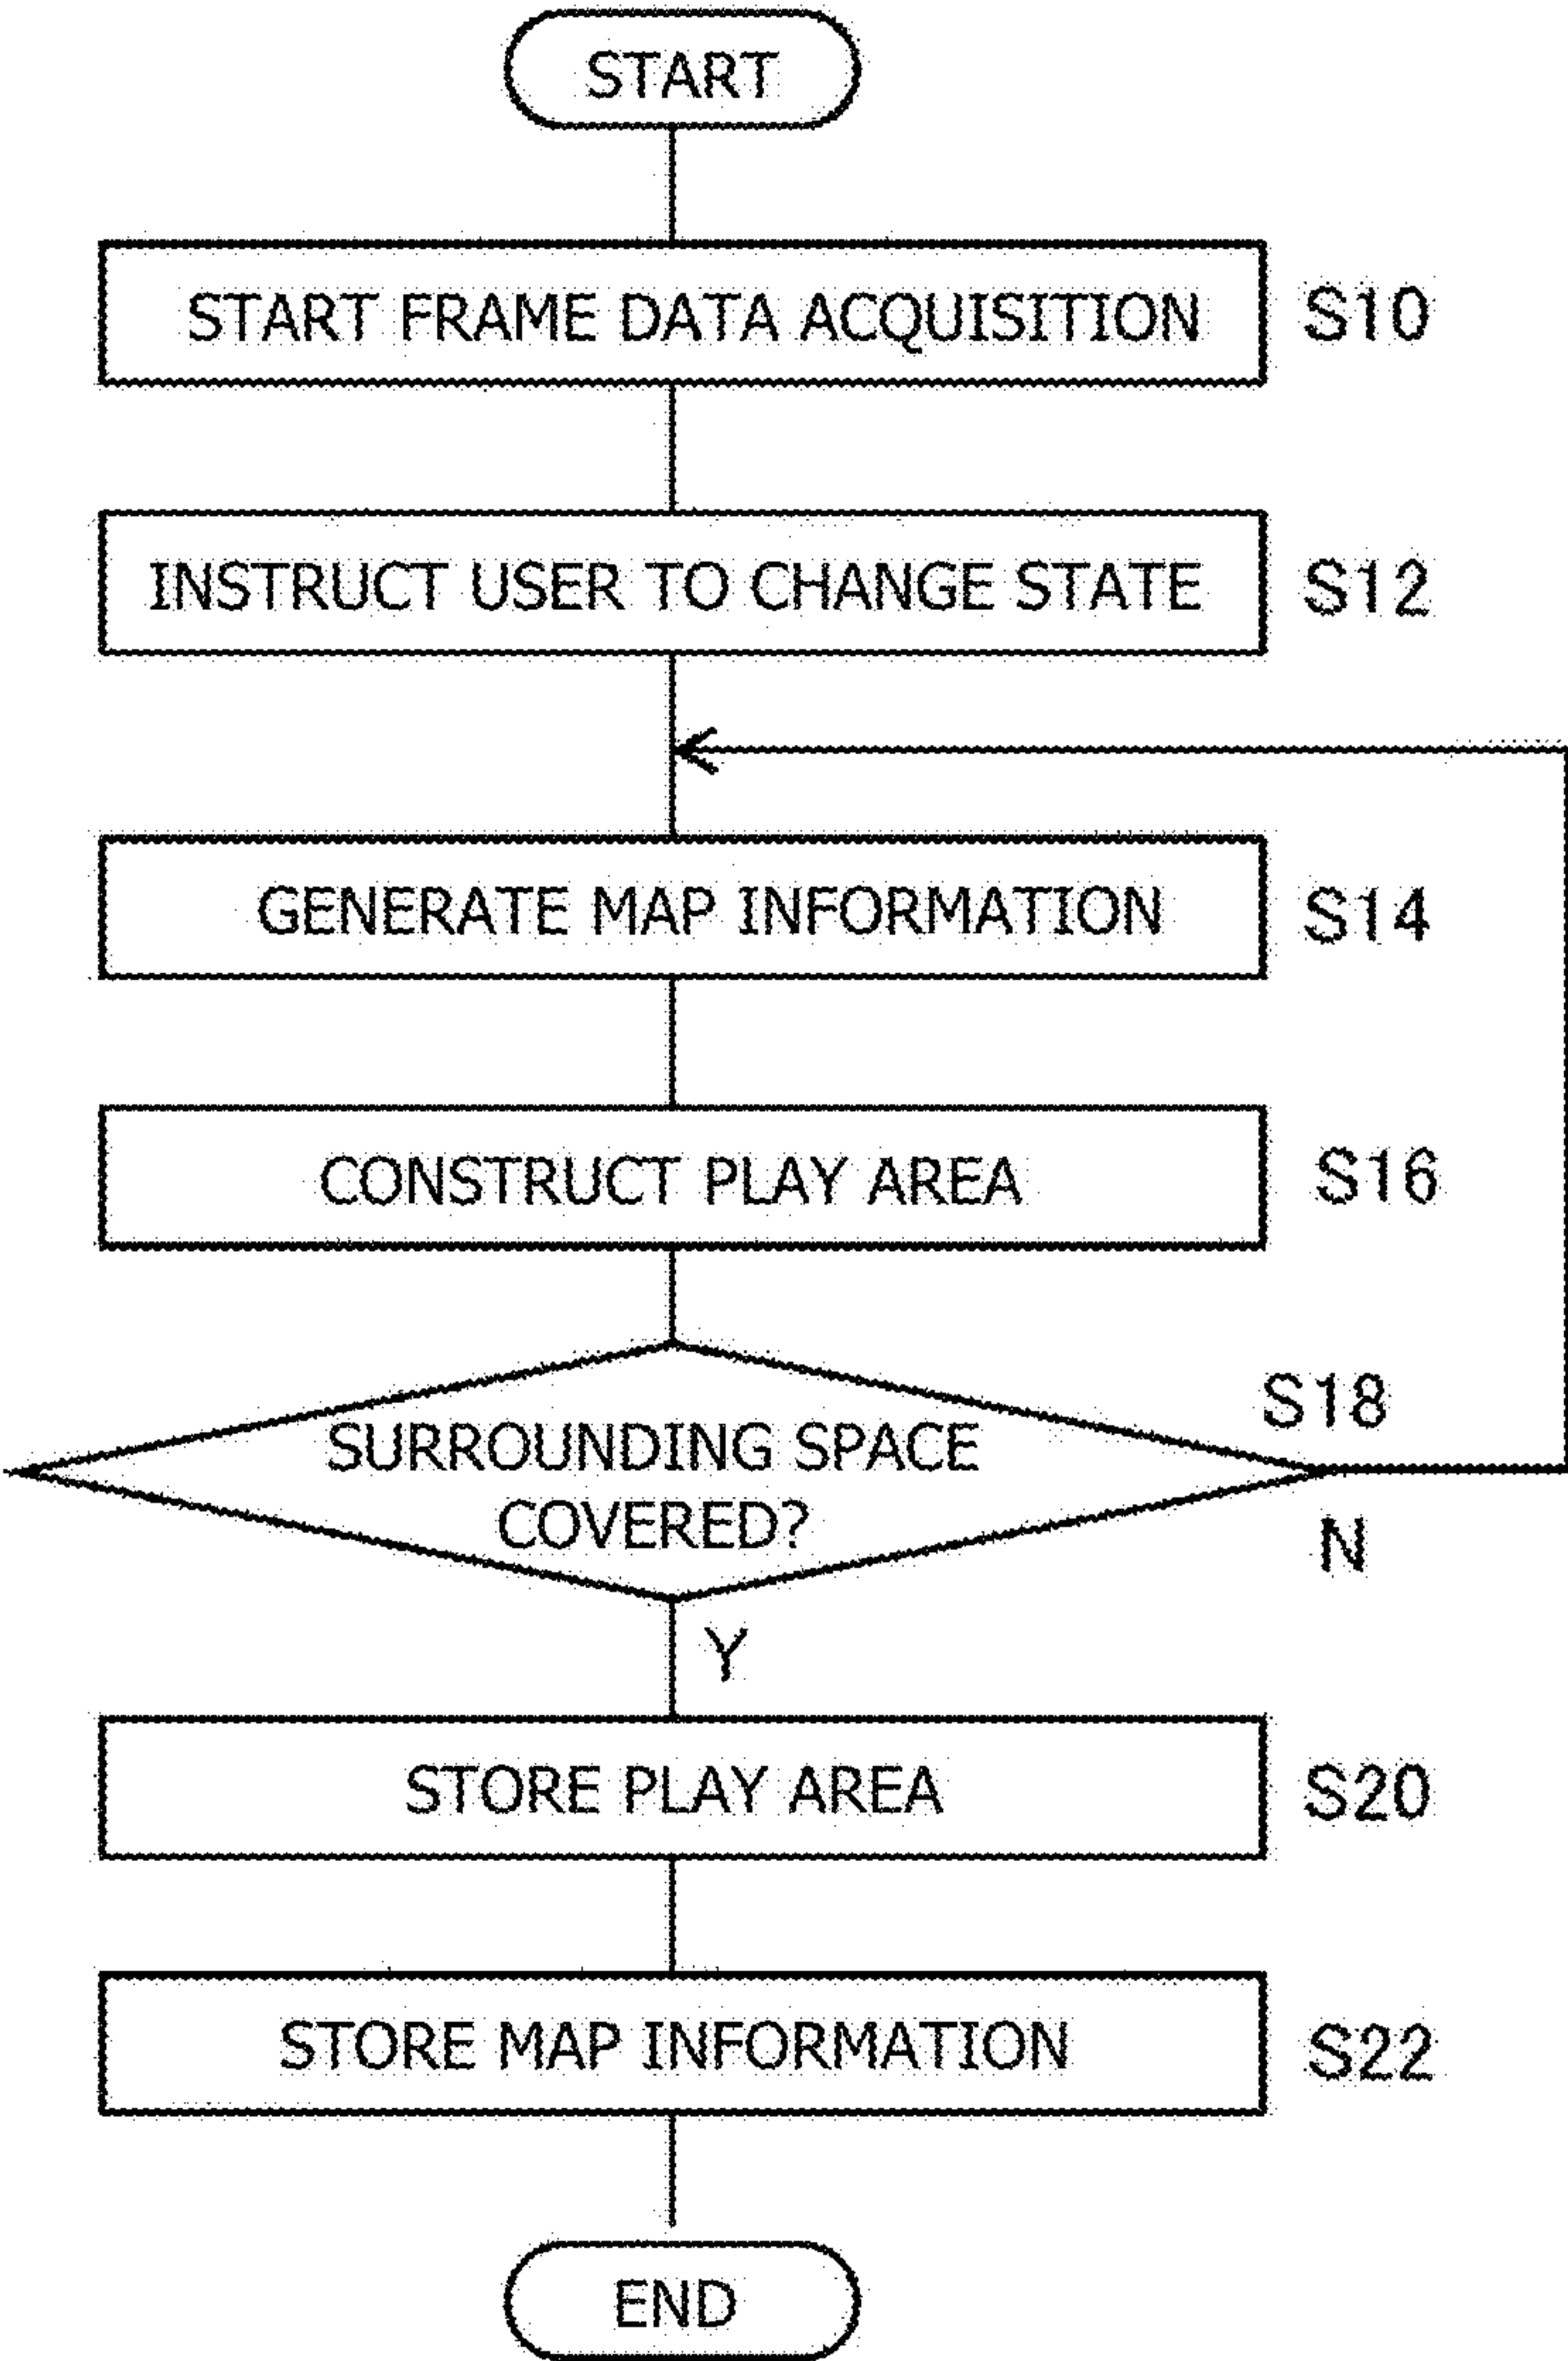 START
START FRAME DATA ACQUISITION S10
INSTRUCT USER TO CHANGE STATE S12
GENERATE MAP INFORMATION S14
CONSTRUCT PLAY AREA S16
S18
SURROUNDING SPACE
COVERED?
N
Y
STORE PLAY AREA S20
STORE MAP INFORMATION S22
END